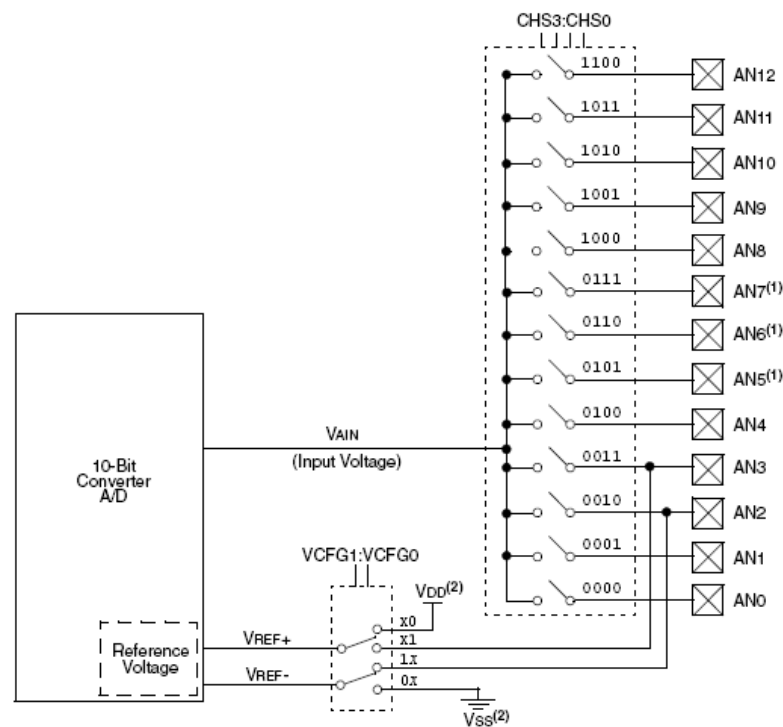 CHS3:CHS0
1100 AN12
1011 AN11
1010 AN10
1001 AN9
1000 AN8
0111 AN7(1)
0110 AN6(1)
0101 AN5(1)
0100 AN4
VAIN
(Input Voltage)
0011 AN3
10-Bit
Converter
A/D
0010 AN2
0001 AN1
VCFG1:VCFG0
0000 AN0
VDD(2)
x0
Reference
Voltage
VREF+
x1
1x
VREF-
0x
VSS(2)